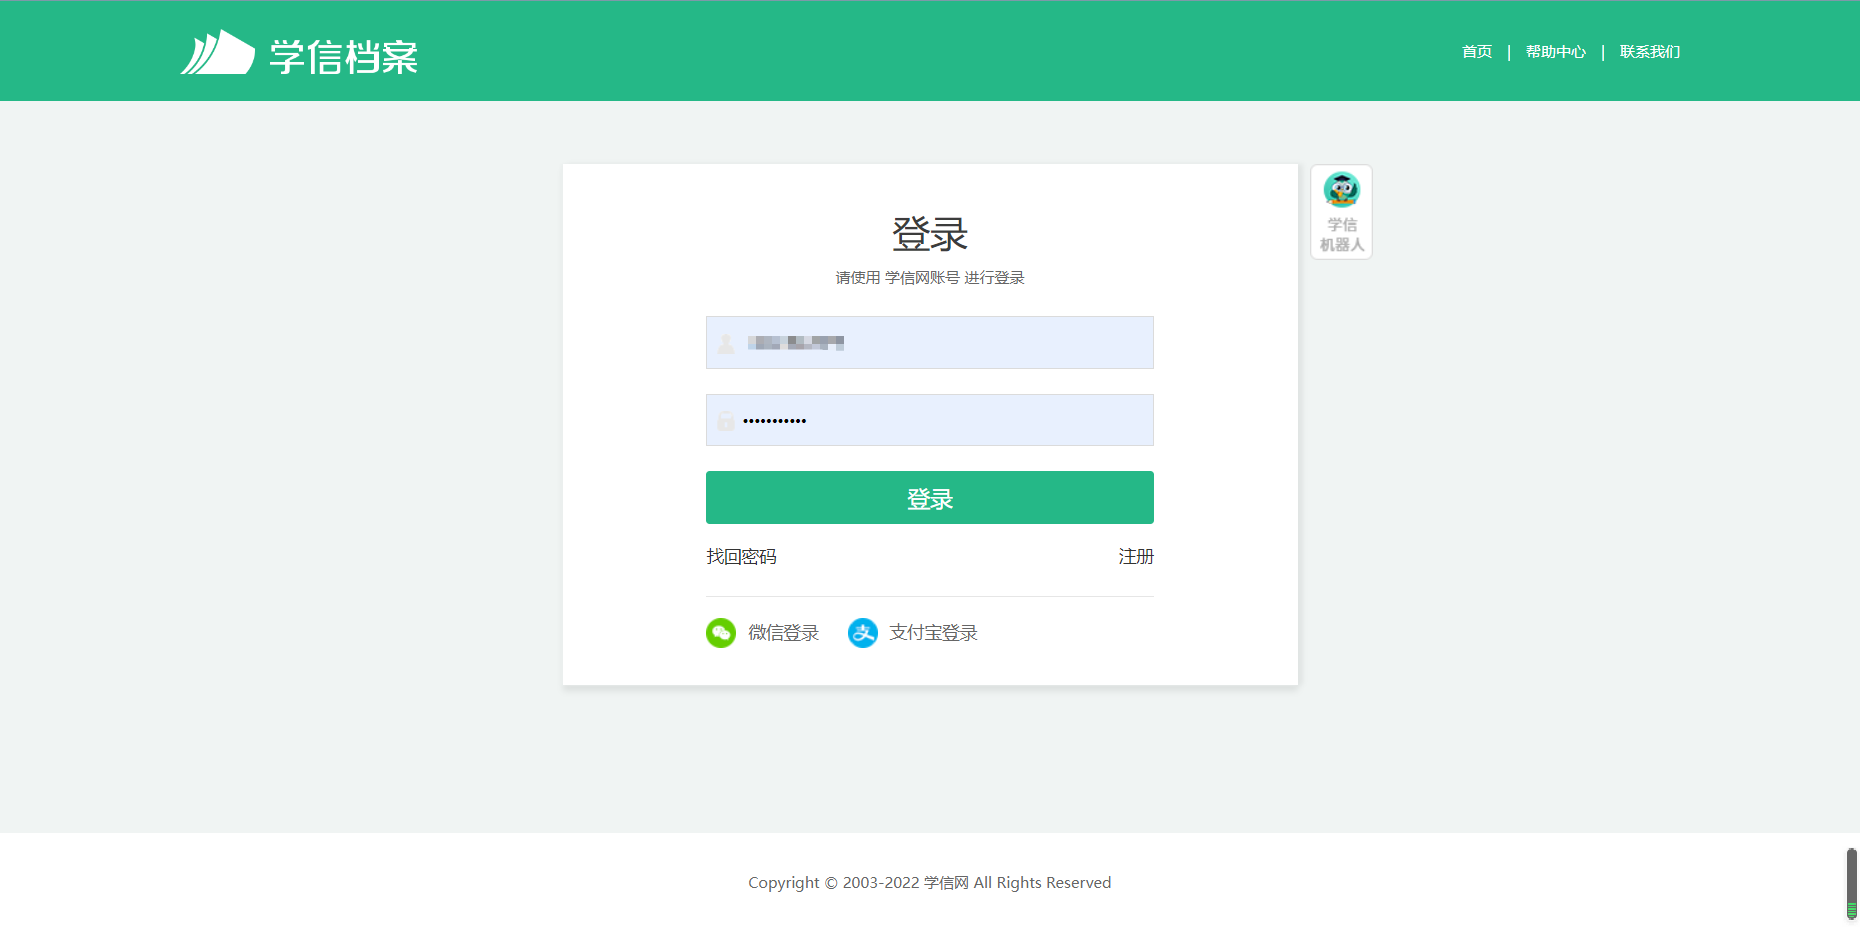 学信档案
首页 | 帮助中心 | 联系我们
登录
请使用 学信网账号 进行登录
•••••••••••
登录
找回密码 注册
微信登录 支付宝登录
学信
机器人
Copyright © 2003-2022 学信网 All Rights Reserved